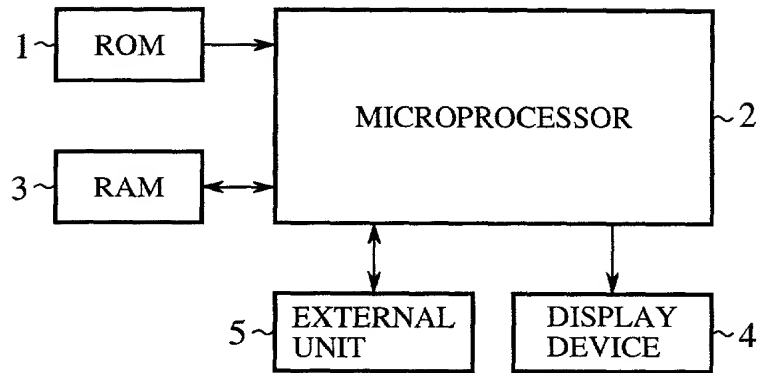 1 ROM
MICROPROCESSOR 2
3 RAM
5 EXTERNAL UNIT
DISPLAY DEVICE 4